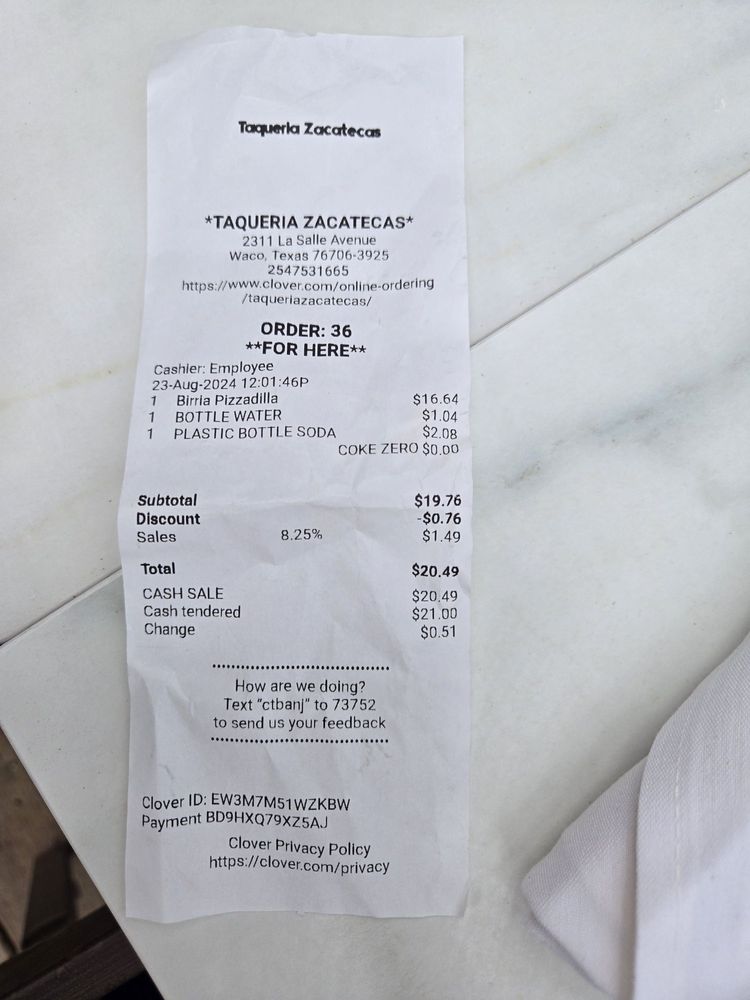 Taqueria Zacatecas
*TAQUERIA ZACATECAS*
2311 La Salle Avenue
Waco, Texas 76706-3925
2547531665
https://www.clover.com/online-ordering
/taqueriazacatecas/
ORDER: 36
**FOR HERE**
Cashier: Employee
23-Aug-2024 12:01:46P
1 Birria Pizzadilla $16.64
1 BOTTLE WATER $1.04
1 PLASTIC BOTTLE SODA $2.08
COKE ZERO $0.00
Subtotal $19.76
Discount -$0.76
Sales 8.25% $1.49
Total $20.49
CASH SALE $20.49
Cash tendered $21.00
Change $0.51
How are we doing?
Text "ctbanj" to 73752
to send us your feedback
Clover ID: EW3M7M51WZKBW
Payment BD9HXQ79XZ5AJ
Clover Privacy Policy
https://clover.com/privacy